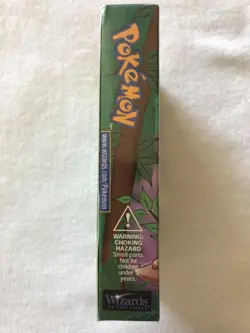 POKéMON
www.wizards.com/Pokemon
WARNING:
CHOKING
HAZARD
Small parts.
Not for
children
under 3
years.
Wizards